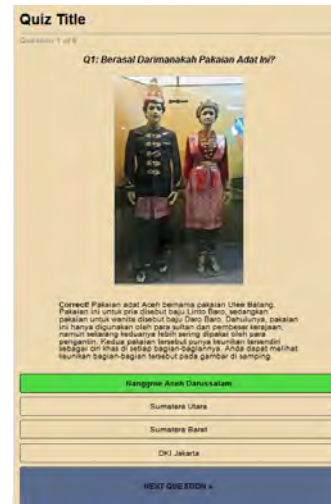 Quiz Title
Question 1 of 6
Q1: Berasal Darimanakah Pakaian Adat Ini?
Correct! Pakaian adat Aceh bernama pakaian Ulee Balang.
Pakaian ini untuk pria disebut baju Linto Baro, sedangkan
pakaian untuk wanita disebut baju Daro Baro. Dahulunya, pakaian
ini hanya digunakan oleh para sultan dan pembesar kerajaan,
namun sekarang keduanya lebih sering dipakai oleh para
pengantin. Kedua pakaian tersebut punya keunikan tersendiri
sebagai ciri khas di setiap bagian-bagiannya. Anda dapat melihat
keunikan bagian-bagian tersebut pada gambar di samping.
Nanggroe Aceh Darussalam
Sumatera Utara
Sumatera Barat
DKI Jakarta
NEXT QUESTION »